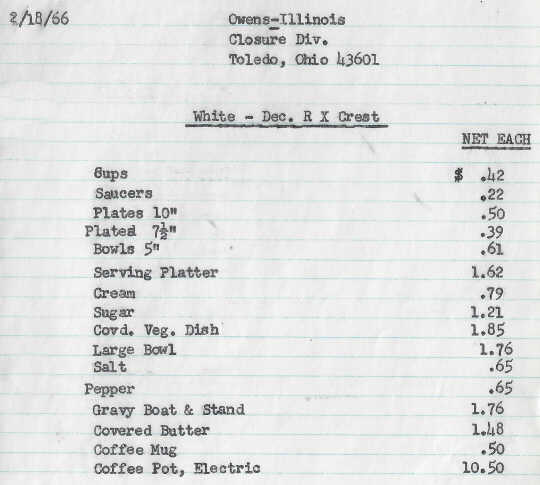 2/18/66 Owens-Illinois
Closure Div.
Toledo, Ohio 43601
White - Dec. R X Crest
NET EACH
Cups $ .42
Saucers .22
Plates 10" .50
Plated 7½" .39
Bowls 5" .61
Serving Platter 1.62
Cream .79
Sugar 1.21
Covd. Veg. Dish 1.85
Large Bowl 1.76
Salt .65
Pepper .65
Gravy Boat & Stand 1.76
Covered Butter 1.48
Coffee Mug .50
Coffee Pot, Electric 10.50